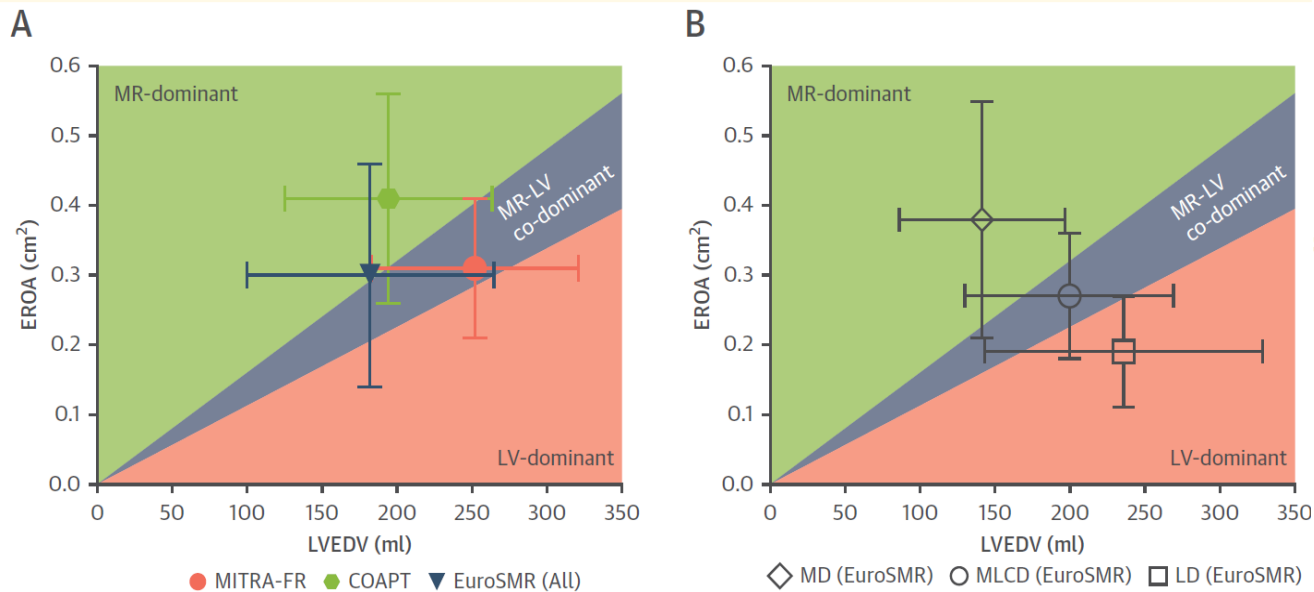 A
0.6
0.5
0.4
0.3
0.2
0.1
0.0
EROA (cm²)
MR-dominant
MR-LV
co-dominant
LV-dominant
0 50 100 150 200 250 300 350
LVEDV (ml)
MITRA-FR COAPT EuroSMR (All)
B
0.6
0.5
0.4
0.3
0.2
0.1
0.0
EROA (cm²)
MR-dominant
MR-LV
co-dominant
LV-dominant
0 50 100 150 200 250 300 350
LVEDV (ml)
MD (EuroSMR) MLCD (EuroSMR) LD (EuroSMR)